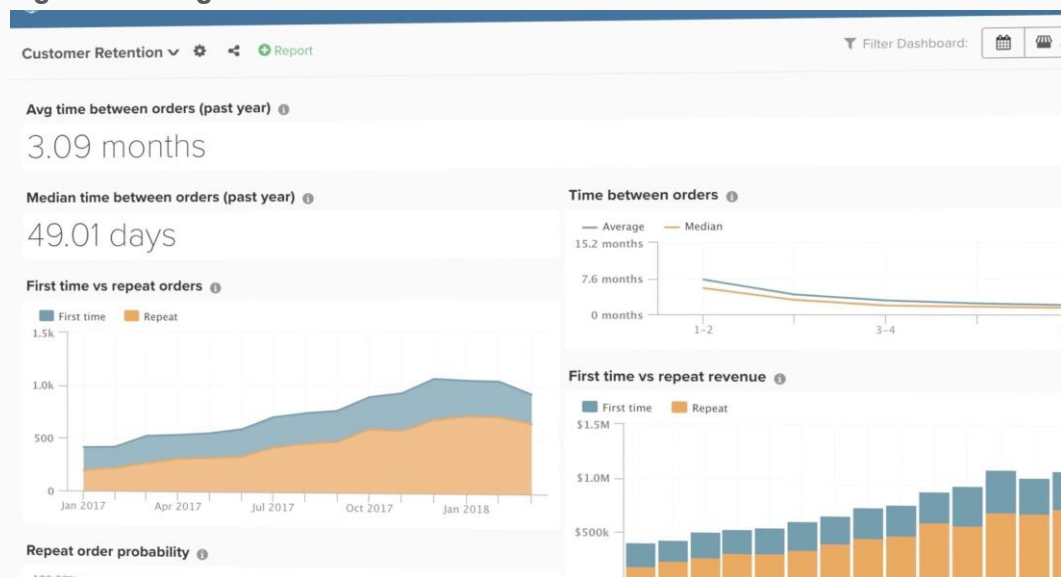 Customer Retention
Report
Filter Dashboard:
Avg time between orders (past year)
3.09 months
Median time between orders (past year)
49.01 days
First time vs repeat orders
First time
Repeat
1.5k
1.0k
500
0
Jan 2017
Apr 2017
Jul 2017
Oct 2017
Jan 2018
Repeat order probability
Time between orders
Average
Median
15.2 months
7.6 months
0 months
1-2
3-4
First time vs repeat revenue
First time
Repeat
$1.5M
$1.0M
$500k